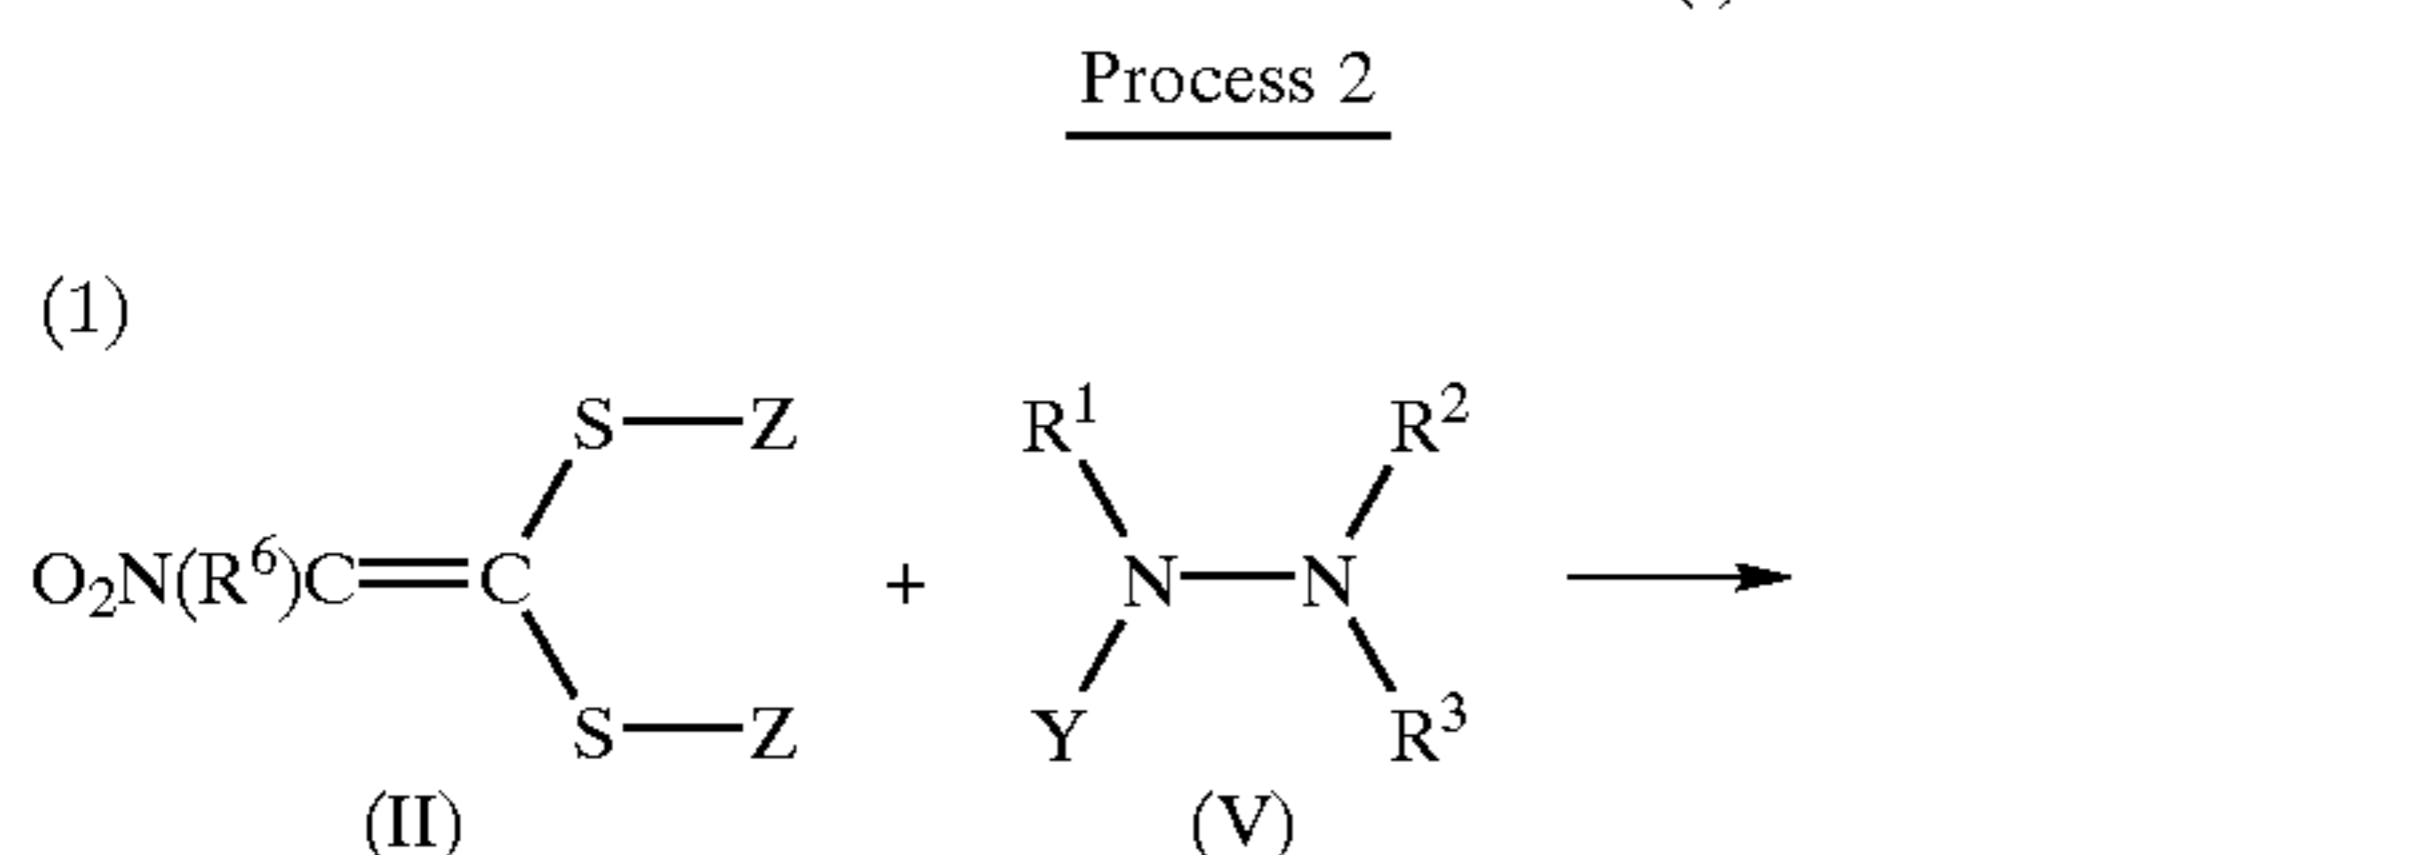 Process 2
(1)
S—Z
R¹ R²
O₂N(R⁶)C=C + N—N
Y R³
S—Z
(II) (V)